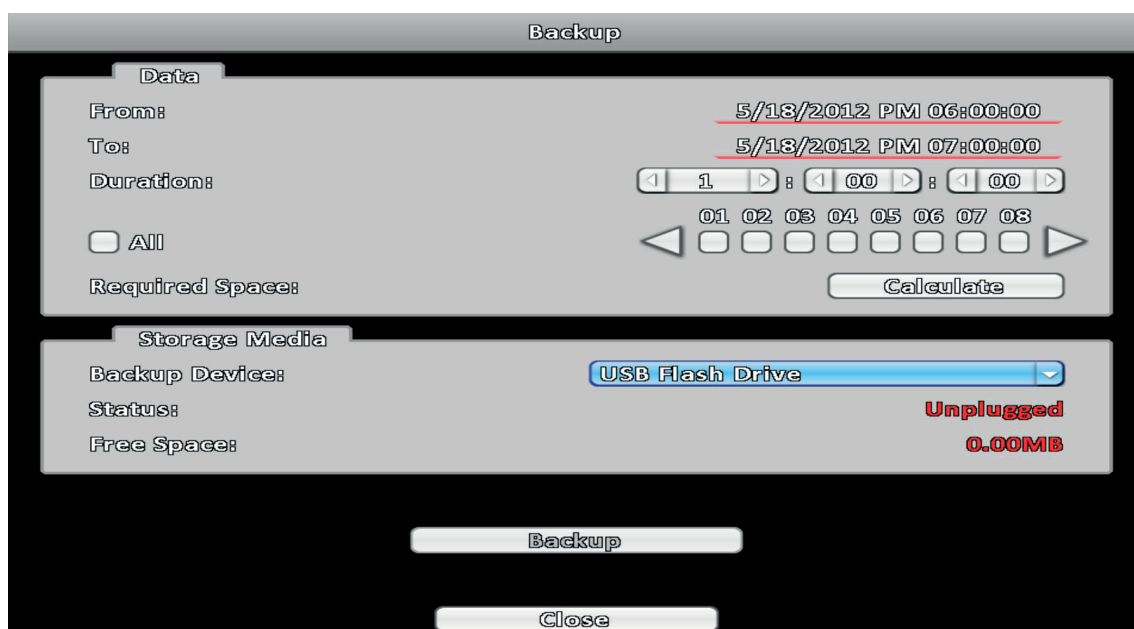 Backup
Data
From: 5/18/2012 PM 06:00:00
To: 5/18/2012 PM 07:00:00
Duration: 1 : 00 : 00
01 02 03 04 05 06 07 08
All
Required Space: Calculate
Storage Media
Backup Device: USB Flash Drive
Status: Unplugged
Free Space: 0.00MB
Backup
Close